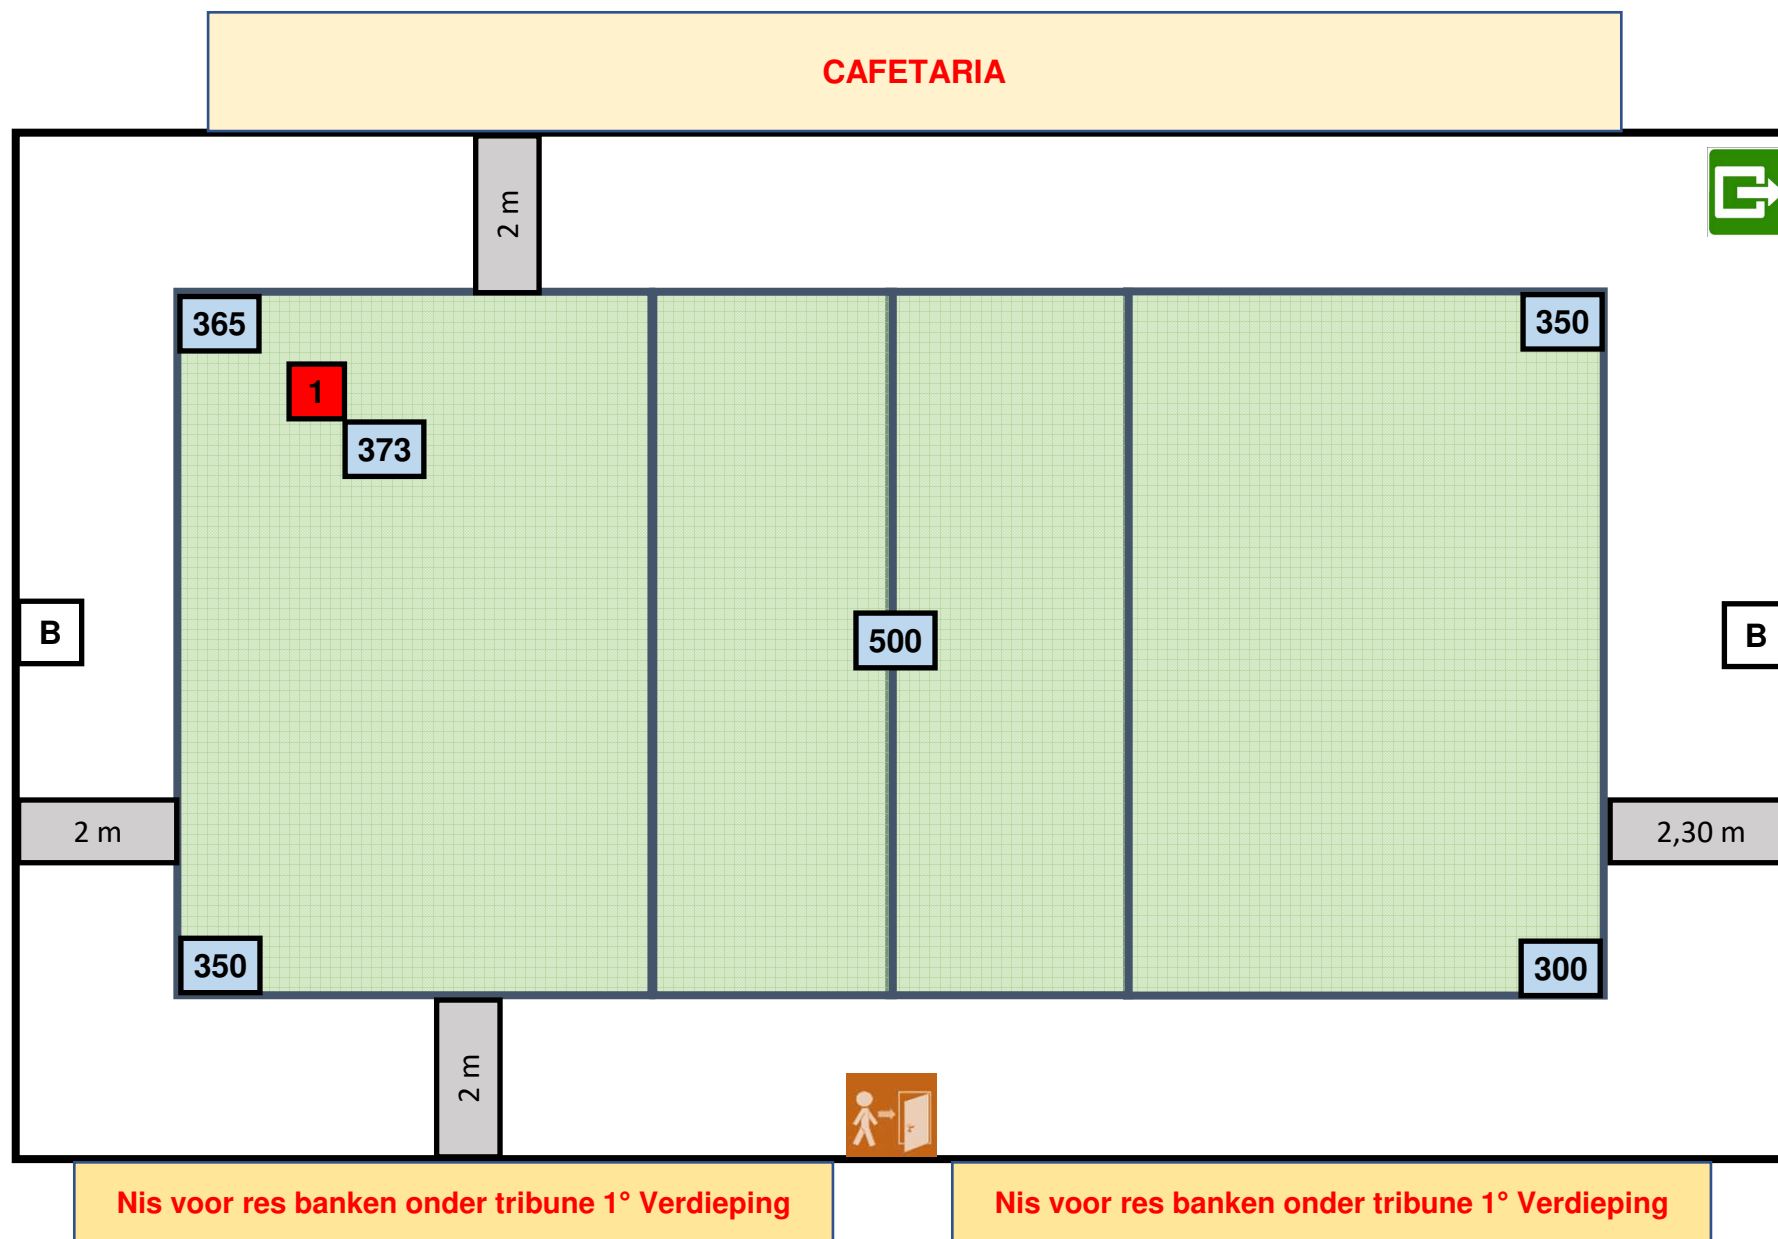 CAFETARIA
2 m
365
350
1
373
B
500
B
2 m
2,30 m
350
300
2 m
Nis voor res banken onder tribune 1° Verdieping
Nis voor res banken onder tribune 1° Verdieping